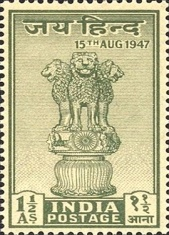 जय हिन्द
15TH AUG 1947
1½ AS
INDIA
POSTAGE
१½ आना